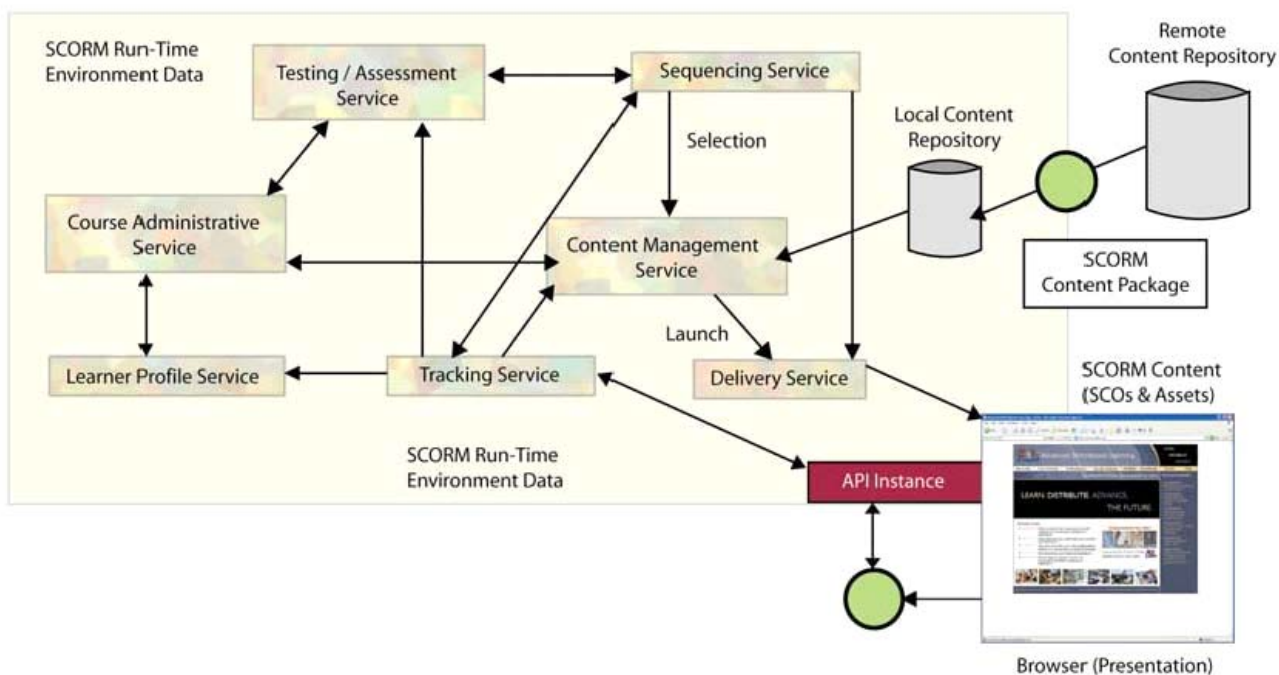 SCORM Run-Time
Environment Data
Testing / Assessment
Service
Sequencing Service
Remote
Content Repository
Local Content
Repository
Selection
Course Administrative
Service
Content Management
Service
SCORM
Content Package
Launch
Learner Profile Service
Tracking Service
Delivery Service
SCORM Content
(SCOs & Assets)
SCORM Run-Time
Environment Data
API Instance
LEARN. DISTRIBUTE. ADVANCE.
THE FUTURE.
Browser (Presentation)